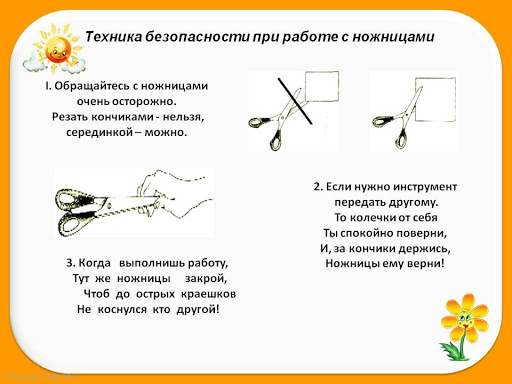 Техника безопасности при работе с ножницами
I. Обращайтесь с ножницами
очень осторожно.
Резать кончиками - нельзя,
серединкой – можно.
2. Если нужно инструмент
передать другому.
То колечки от себя
Ты спокойно поверни,
И, за кончики держись,
Ножницы ему верни!
3. Когда выполнишь работу,
Тут же ножницы закрой,
Чтоб до острых краешков
Не коснулся кто другой!